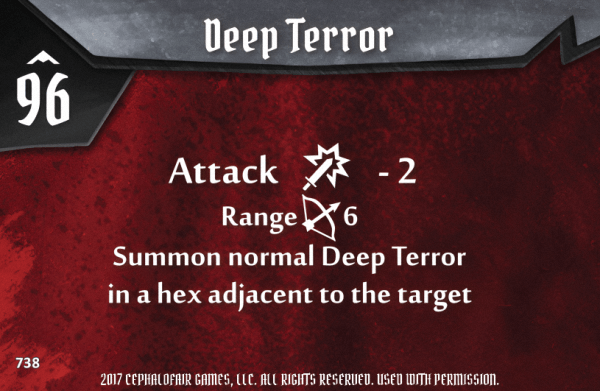 Deep Terror
96
Attack - 2
Range 6
Summon normal Deep Terror
in a hex adjacent to the target
738
2017 CEPHALOFAIR GAMES, LLC. ALL RIGHTS RESERVED. USED WITH PERMISSION.